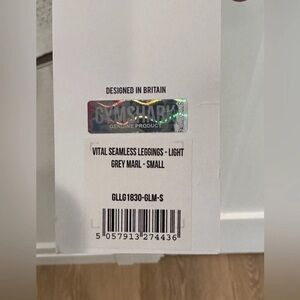 DESIGNED IN BRITAIN
GYMSHARK
GENUINE PRODUCT
VITAL SEAMLESS LEGGINGS - LIGHT
GREY MARL - SMALL
GLLG1830-GLM-S
5 057913 274436